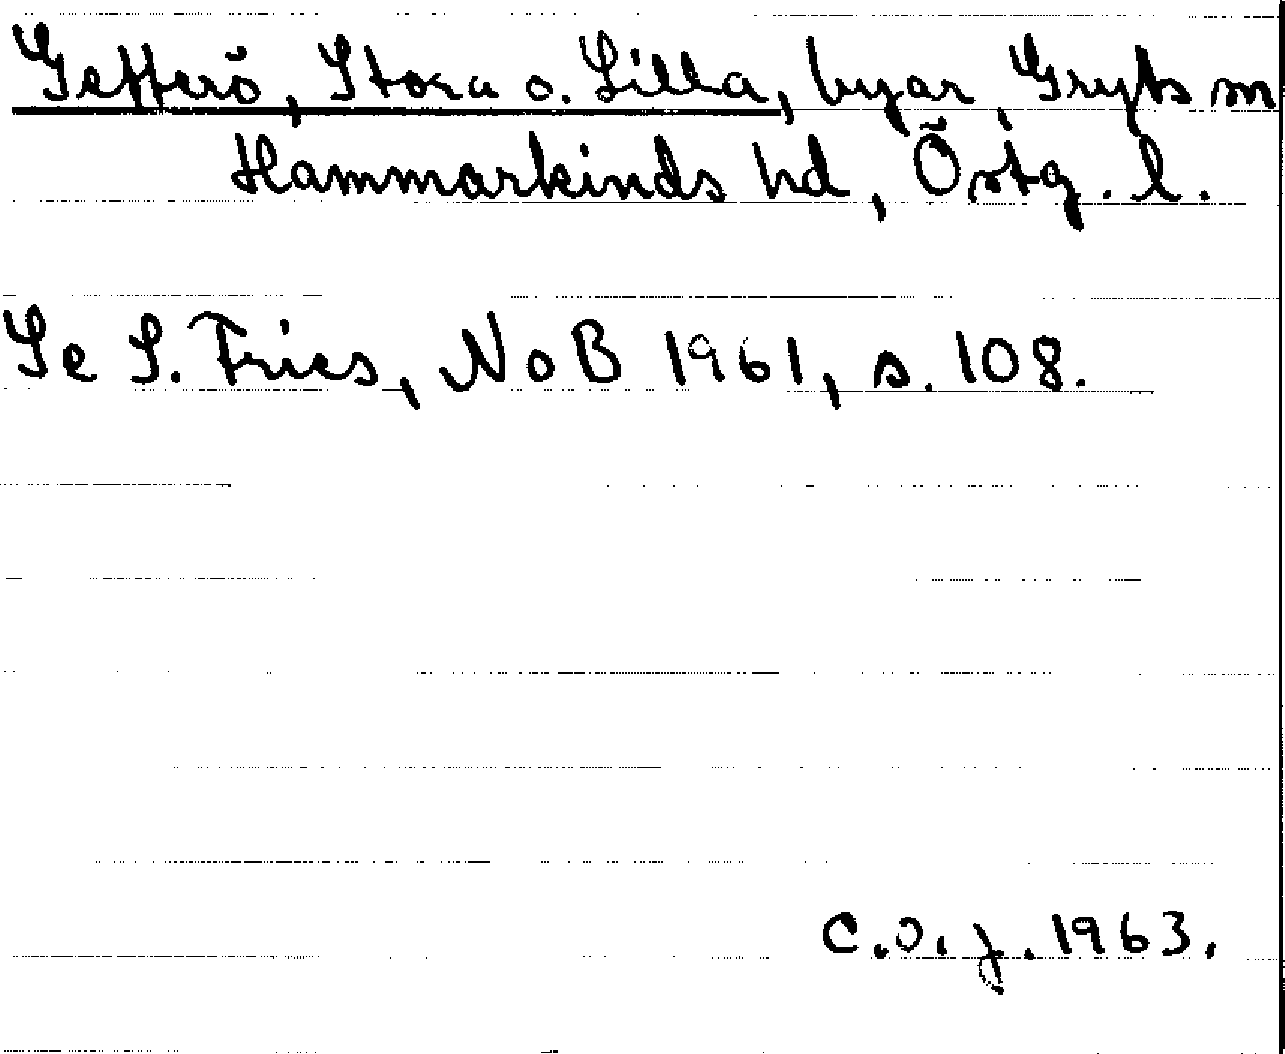 Getterö, Stora o. Lilla, byar, Gryts sn
Hammarkinds hd, Östg. l.
Se S. Fries, NoB 1961, s. 108.
C.O.j. 1963.